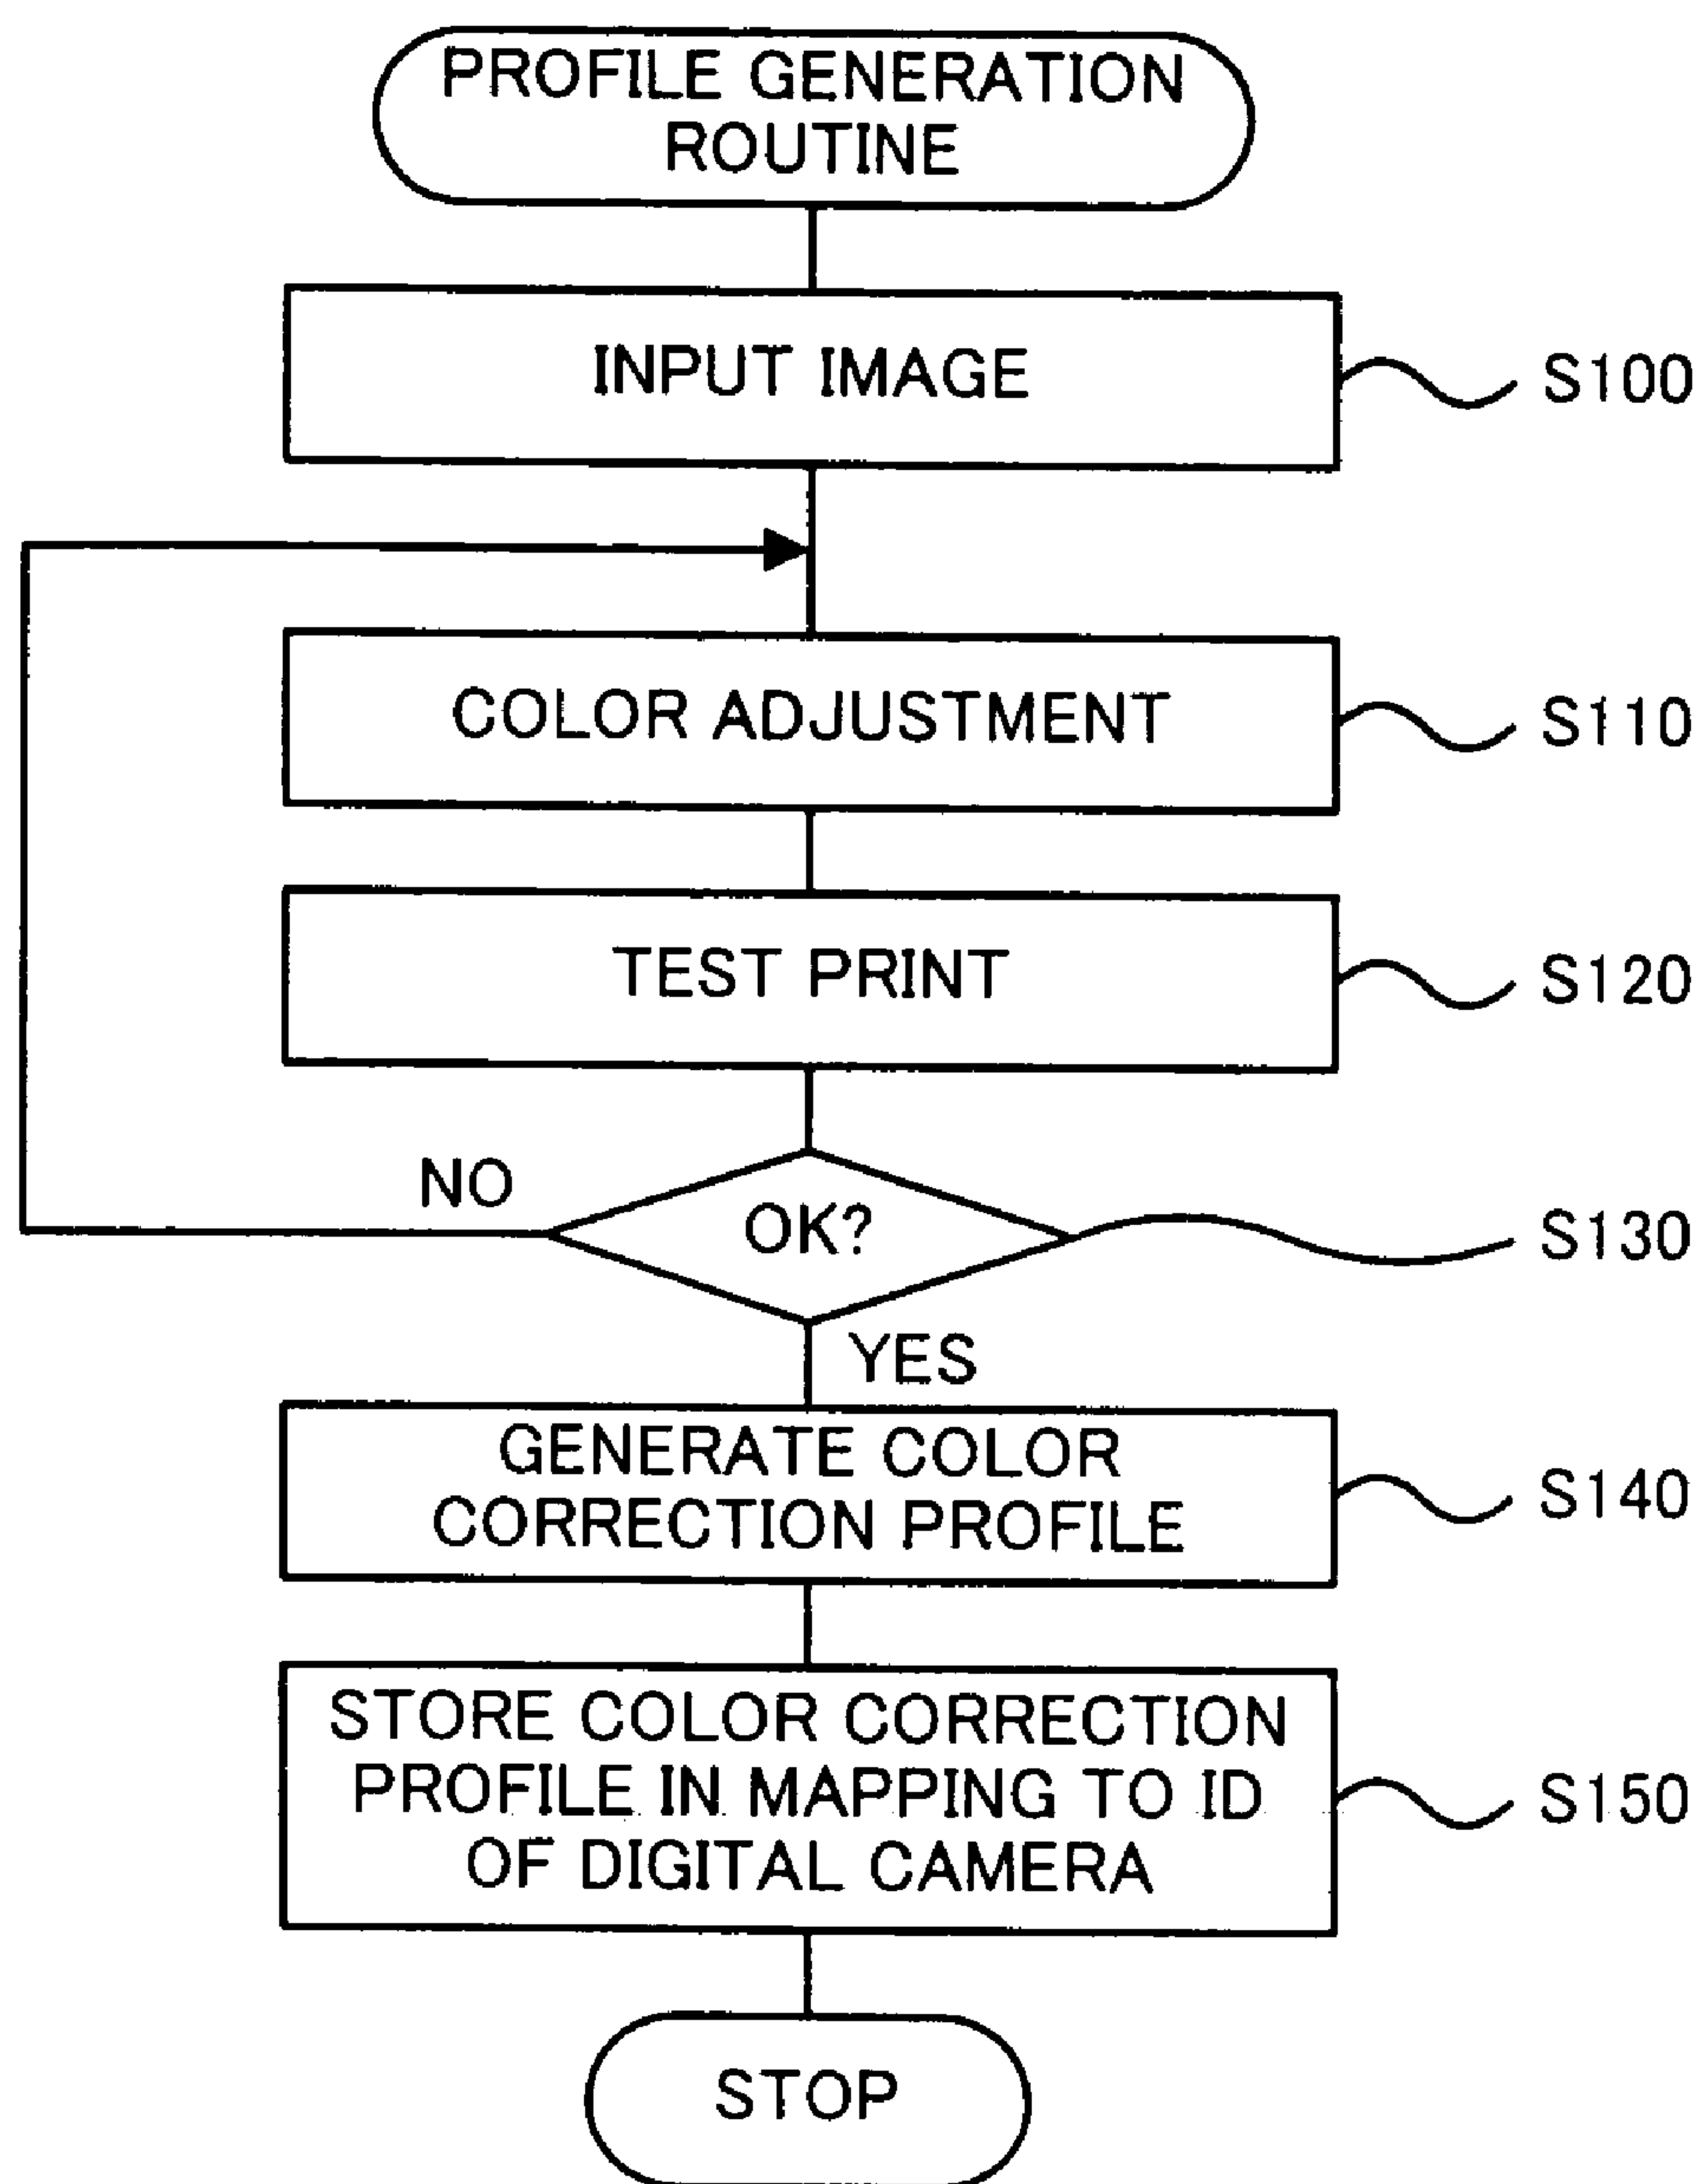 PROFILE GENERATION
ROUTINE
INPUT IMAGE
S100
COLOR ADJUSTMENT
S110
TEST PRINT
S120
NO
OK?
S130
YES
GENERATE COLOR
CORRECTION PROFILE
S140
STORE COLOR CORRECTION
PROFILE IN MAPPING TO ID
OF DIGITAL CAMERA
S150
STOP